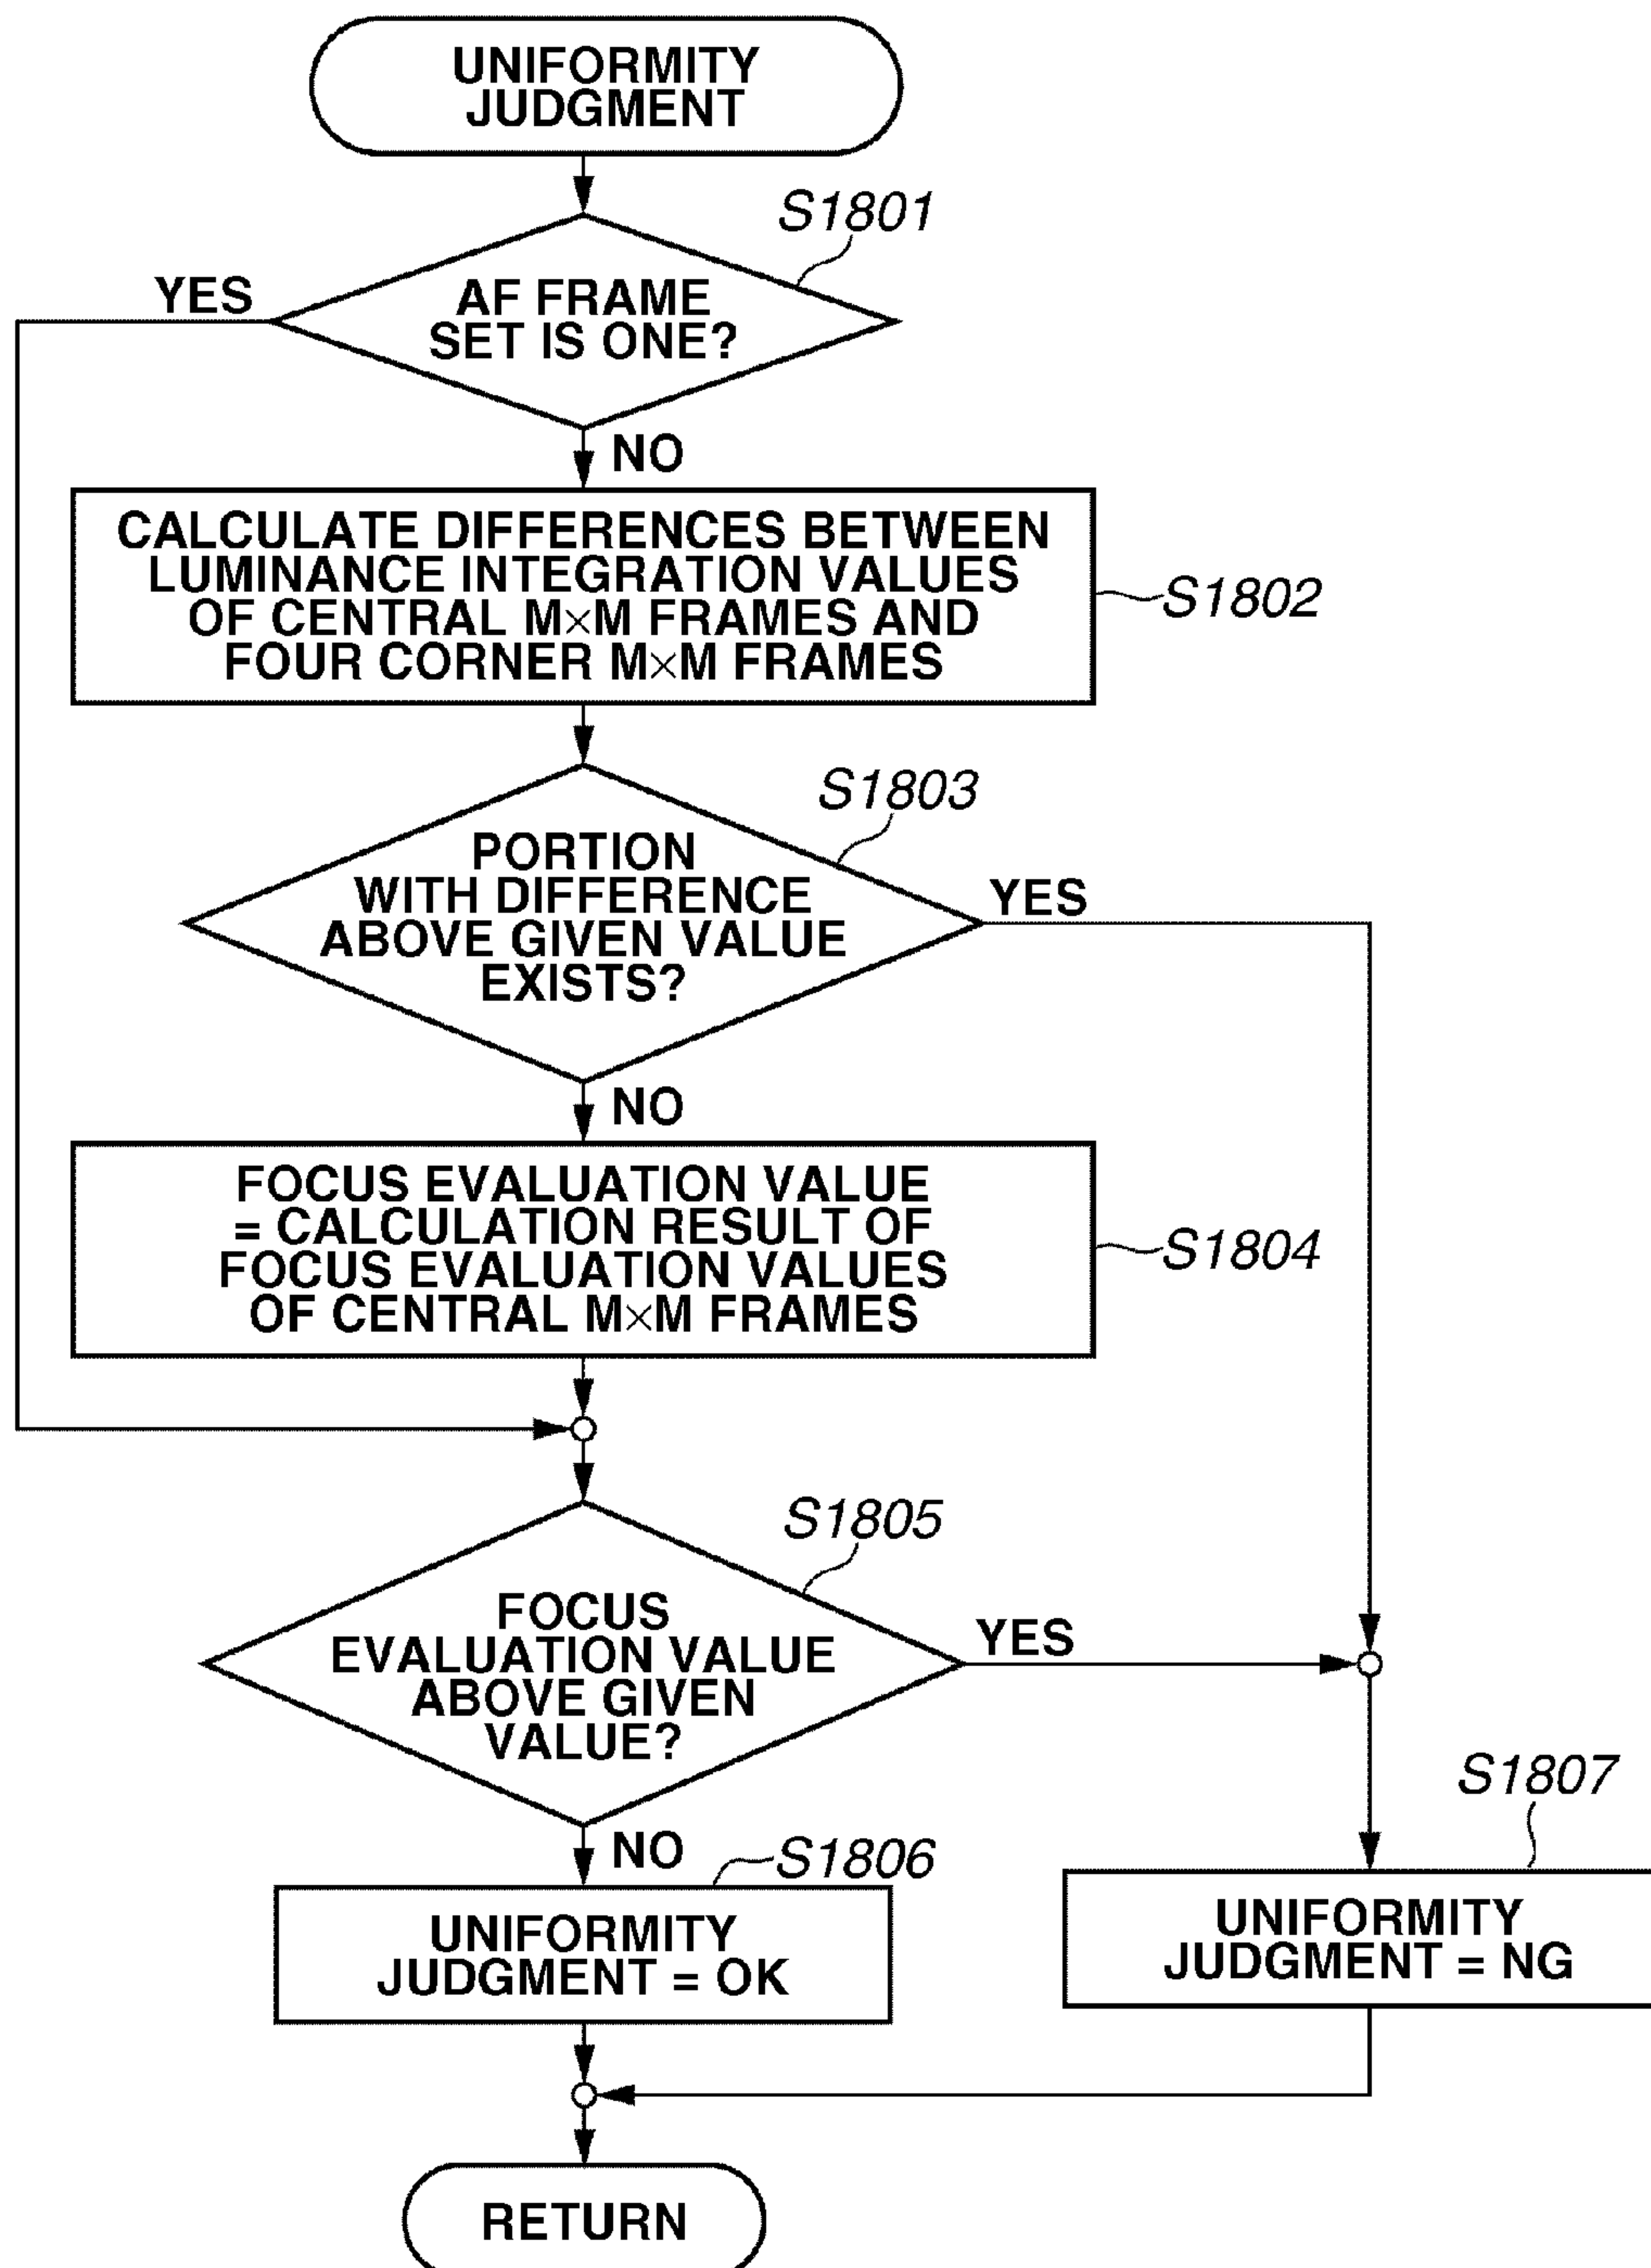 UNIFORMITY
JUDGMENT
S1801
YES
AF FRAME
SET IS ONE?
NO
CALCULATE DIFFERENCES BETWEEN
LUMINANCE INTEGRATION VALUES
OF CENTRAL M×M FRAMES AND
FOUR CORNER M×M FRAMES
S1802
S1803
PORTION
WITH DIFFERENCE
ABOVE GIVEN VALUE
EXISTS?
YES
NO
FOCUS EVALUATION VALUE
= CALCULATION RESULT OF
FOCUS EVALUATION VALUES
OF CENTRAL M×M FRAMES
S1804
S1805
FOCUS
EVALUATION VALUE
ABOVE GIVEN
VALUE?
YES
NO
S1806
UNIFORMITY
JUDGMENT = OK
S1807
UNIFORMITY
JUDGMENT = NG
RETURN